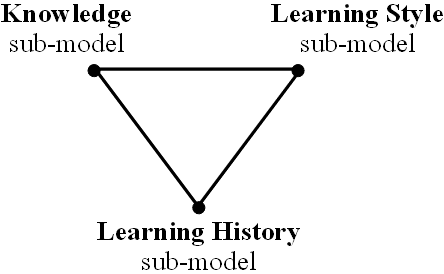 Knowledge
sub-model
Learning Style
sub-model
Learning History
sub-model